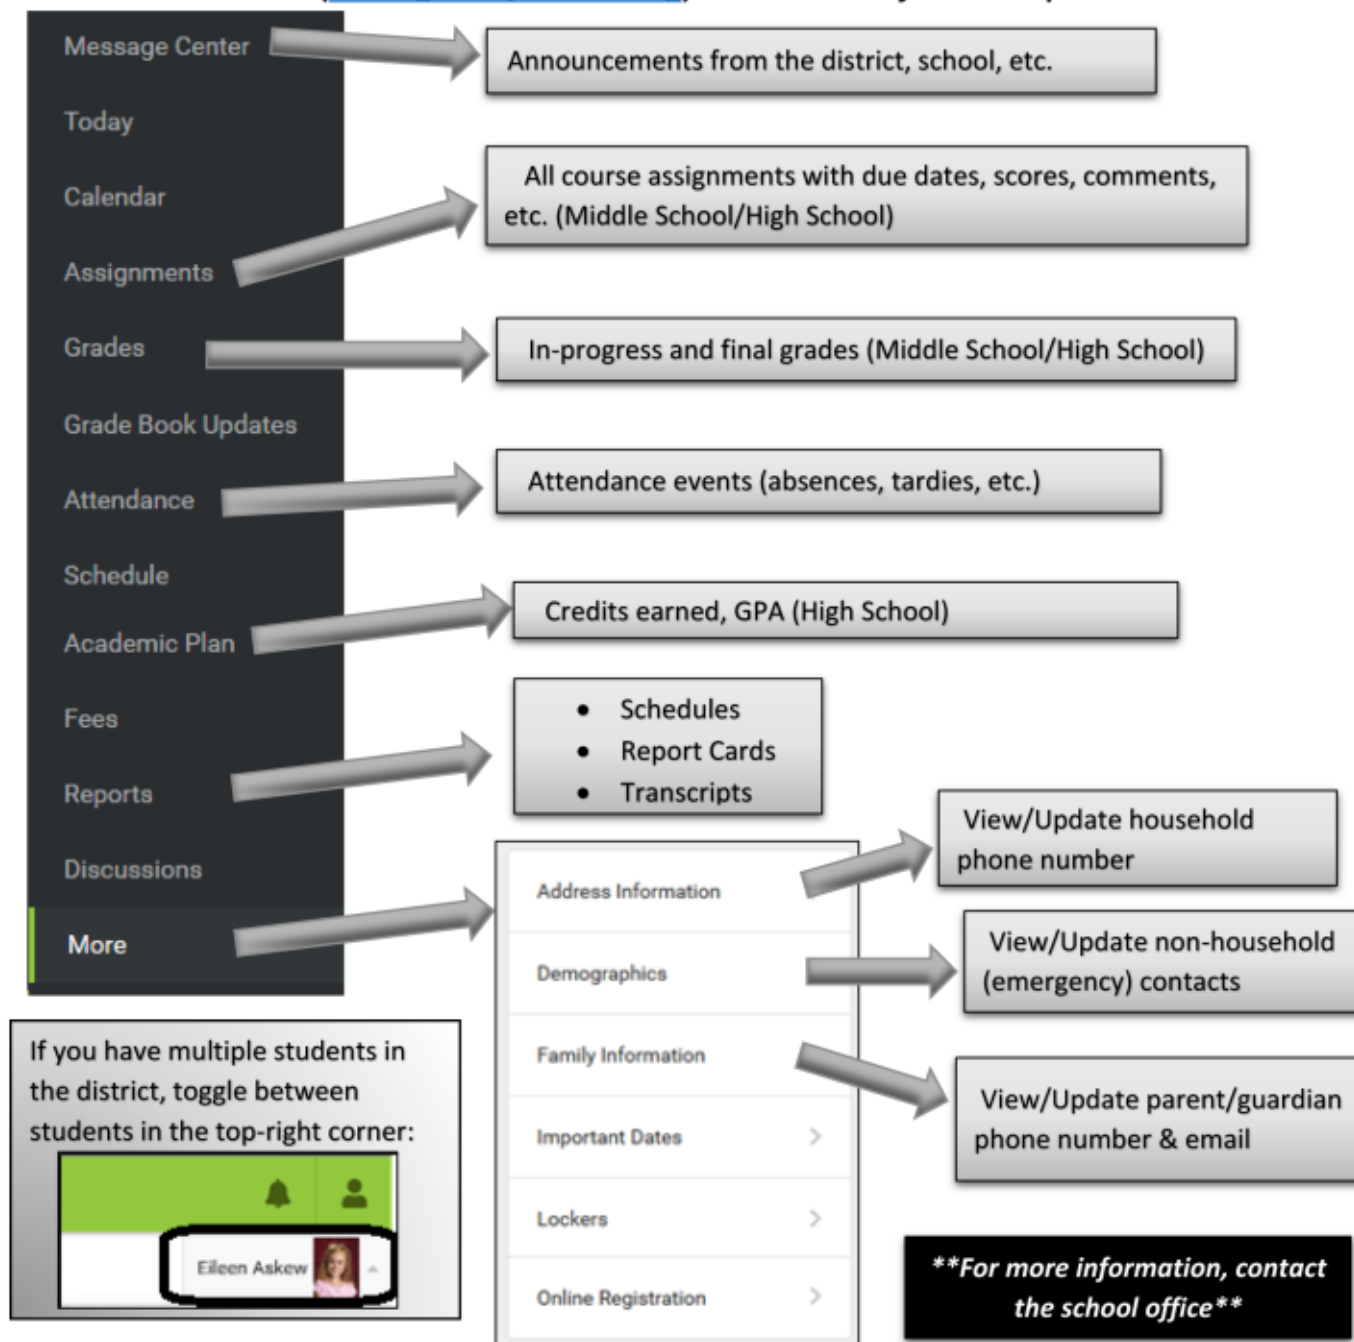 Message Center
Announcements from the district, school, etc.
Today
Calendar
All course assignments with due dates, scores, comments,
etc. (Middle School/High School)
Assignments
Grades
In-progress and final grades (Middle School/High School)
Grade Book Updates
Attendance
Attendance events (absences, tardies, etc.)
Schedule
Academic Plan
Credits earned, GPA (High School)
Fees
Reports
• Schedules
• Report Cards
• Transcripts
Discussions
More
Address Information
View/Update household
phone number
Demographics
View/Update non-household
(emergency) contacts
Family Information
View/Update parent/guardian
phone number & email
Important Dates
Lockers
Online Registration
If you have multiple students in
the district, toggle between
students in the top-right corner:
Eileen Askew
**For more information, contact
the school office**